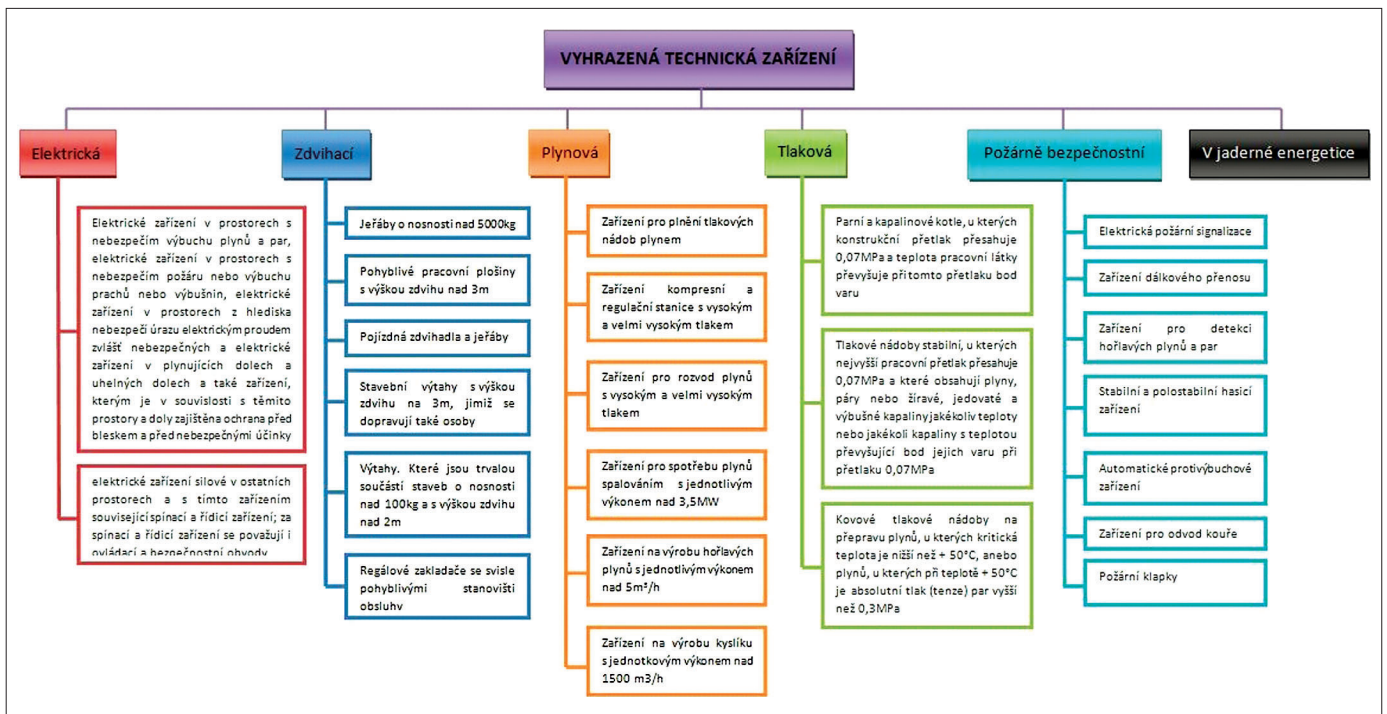 VYHRAZENÁ TECHNICKÁ ZAŘÍZENÍ
Elektrická
Elektrické zařízení v prostorech s
nebezpečím výbuchu plynů a par,
elektrické zařízení v prostorech s
nebezpečím požáru nebo výbuchu
prachů nebo výbušnin, elektrické
zařízení v prostorech z hlediska
nebezpečí úrazu elektrickým proudem
zvlášť nebezpečných a elektrické
zařízení v plynujících dolech a
uhelných dolech a také zařízení,
kterým je v souvislosti s těmito
prostory a doly zajištěna ochrana před
bleskem a před nebezpečnými účinky
elektrické zařízení silové v ostatních
prostorech a s tímto zařízením
související spínací a řídicí zařízení; za
spínací a řídicí zařízení se považují i
ovládací a bezpečnostní obvody
Zdvihací
Jeřáby o nosnosti nad 5000kg
Pohyblivé pracovní plošiny
s výškou zdvihu nad 3m
Pojízdná zdvihadla a jeřáby
Stavební výtahy s výškou
zdvihu na 3m, jimiž se
dopravují také osoby
Výtahy. Které jsou trvalou
součástí staveb o nosnosti
nad 100kg a s výškou zdvihu
nad 2m
Regálové zakladače se svisle
pohyblivými stanovišti
obsluhy
Plynová
Zařízení pro plnění tlakových
nádob plynem
Zařízení kompresní a
regulační stanice s vysokým
a velmi vysokým tlakem
Zařízení pro rozvod plynů
s vysokým a velmi vysokým
tlakem
Zařízení pro spotřebu plynů
spalováním s jednotlivým
výkonem nad 3,5MW
Zařízení na výrobu hořlavých
plynů s jednotlivým výkonem
nad 5m³/h
Zařízení na výrobu kyslíku
s jednotkovým výkonem nad
1500 m3/h
Tlaková
Parní a kapalinové kotle, u kterých
konstrukční přetlak přesahuje
0,07MPa a teplota pracovní látky
převyšuje při tomto přetlaku bod
varu
Tlakové nádoby stabilní, u kterých
nejvyšší pracovní přetlak přesahuje
0,07MPa a které obsahují plyny,
páry nebo žíravé, jedovaté a
výbušné kapaliny jakékoliv teploty
nebo jakékoli kapaliny s teplotou
převyšující bod jejich varu při
přetlaku 0,07MPa
Kovové tlakové nádoby na
přepravu plynů, u kterých kritická
teplota je nižší než + 50°C, anebo
plynů, u kterých při teplotě + 50°C
je absolutní tlak (tenze) par vyšší
než 0,3MPa
Požárně bezpečnostní
Elektrická požární signalizace
Zařízení dálkového přenosu
Zařízení pro detekci
hořlavých plynů a par
Stabilní a polostabilní hasicí
zařízení
Automatické protivýbuchové
zařízení
Zařízení pro odvod kouře
Požární klapky
V jaderné energetice